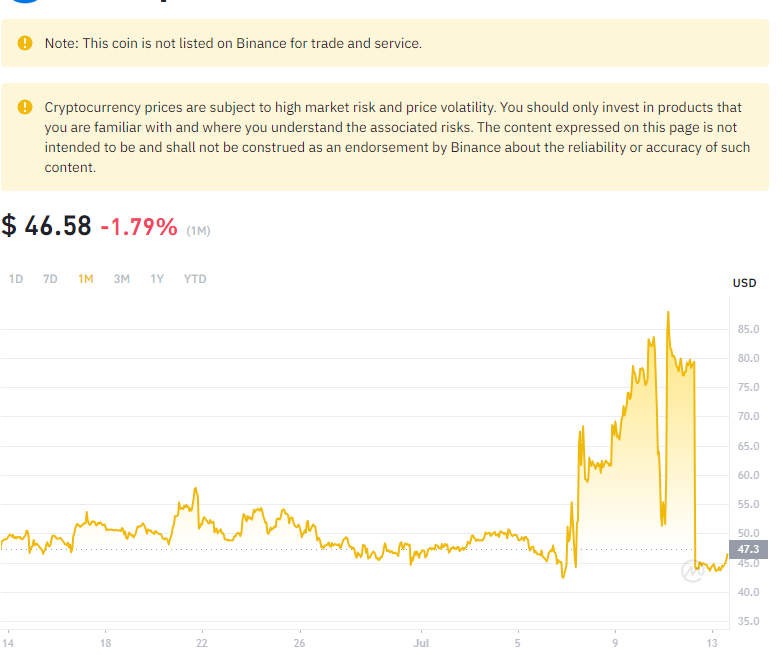 Note: This coin is not listed on Binance for trade and service.
Cryptocurrency prices are subject to high market risk and price volatility. You should only invest in products that
you are familiar with and where you understand the associated risks. The content expressed on this page is not
intended to be and shall not be construed as an endorsement by Binance about the reliability or accuracy of such
content.
$ 46.58 -1.79% (1M)
1D 7D 1M 3M 1Y YTD
USD
85.0
80.0
75.0
70.0
65.0
60.0
55.0
50.0
47.3
45.0
40.0
35.0
14 18 22 26 Jul 5 9 13